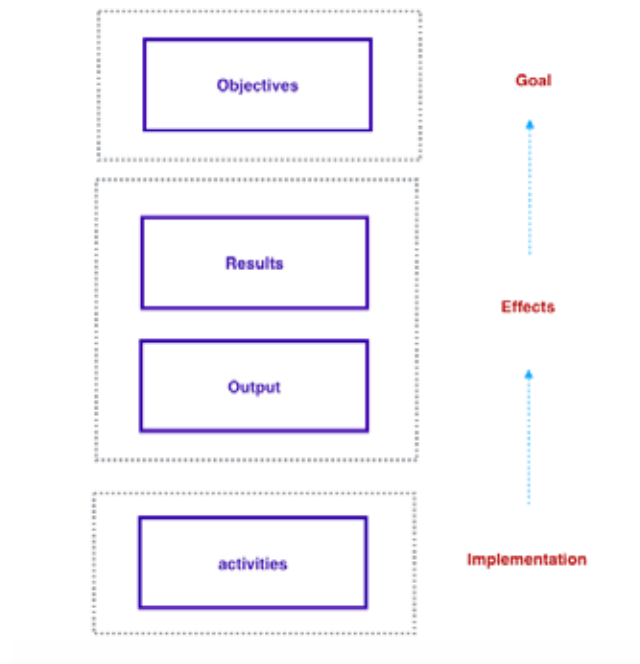 Objectives
Goal
Results
Effects
Output
activities
Implementation